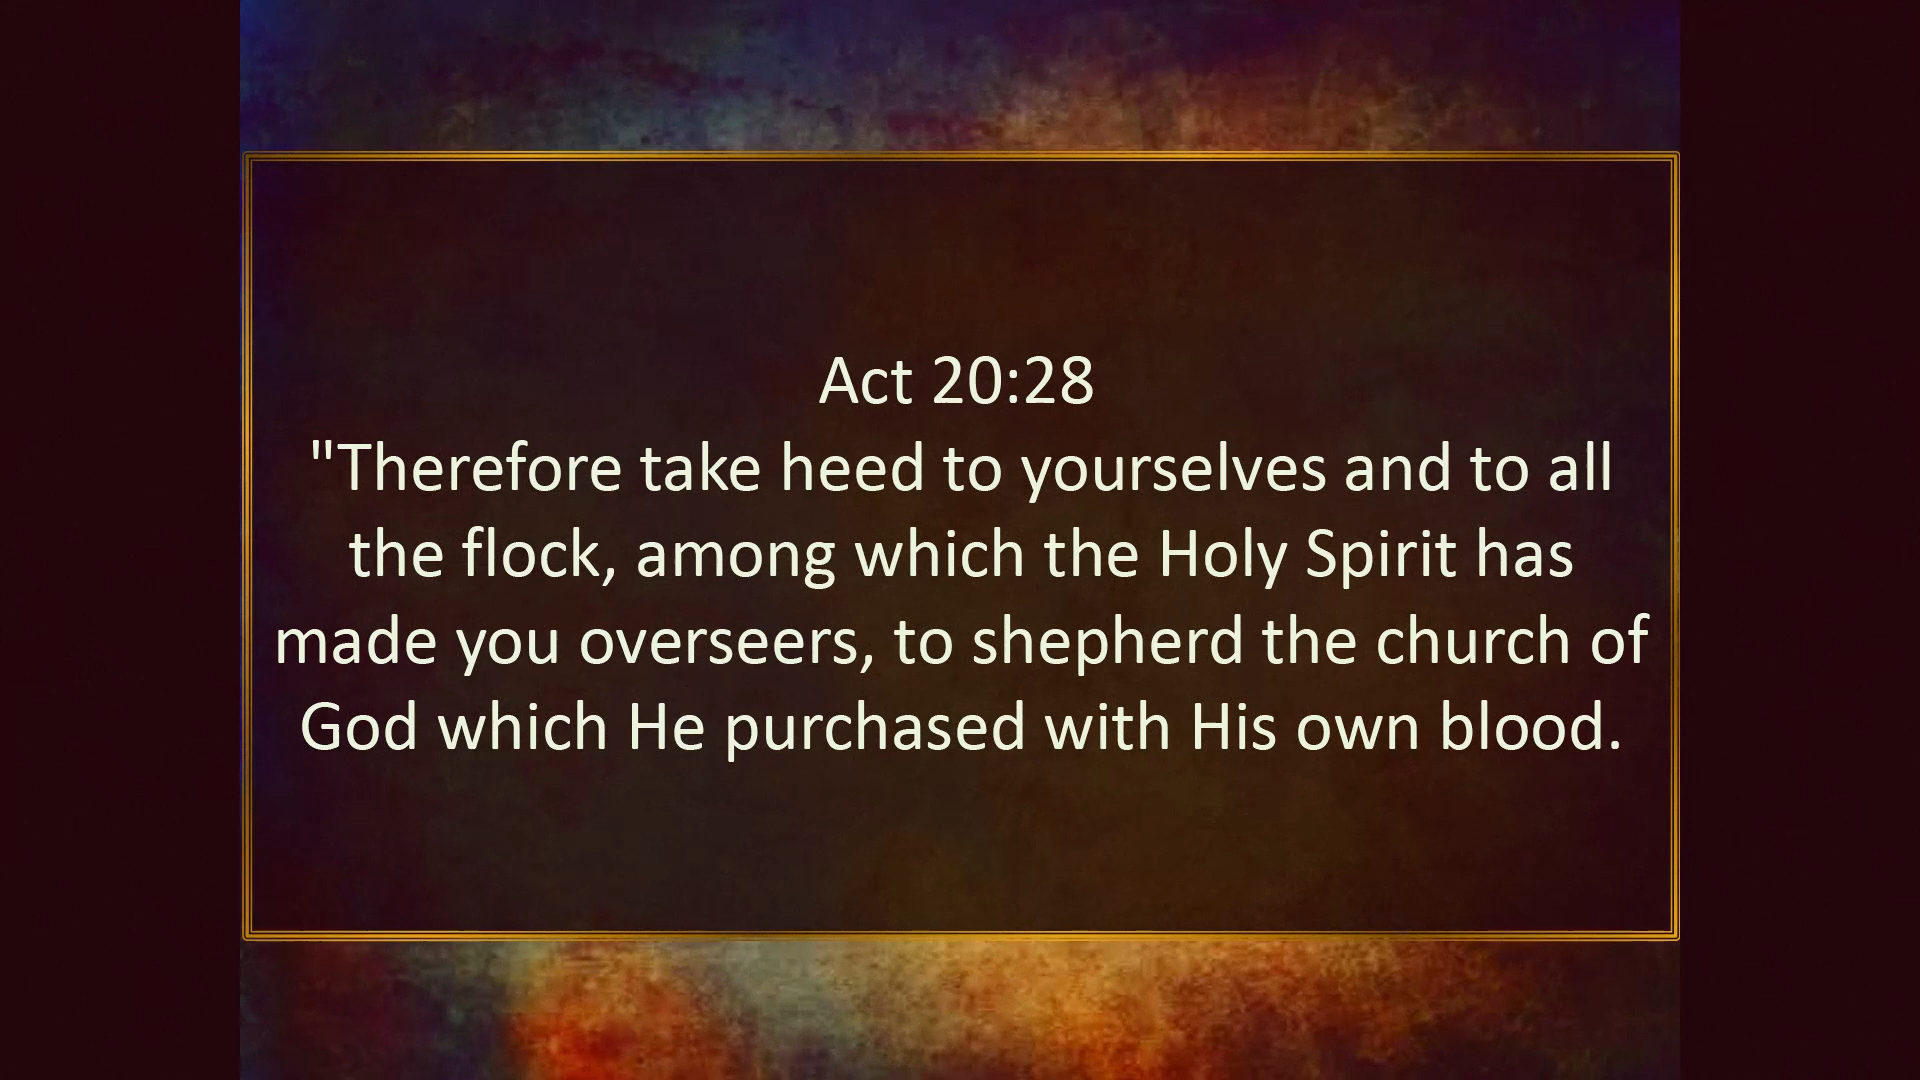 Act 20:28
"Therefore take heed to yourselves and to all
the flock, among which the Holy Spirit has
made you overseers, to shepherd the church of
God which He purchased with His own blood.